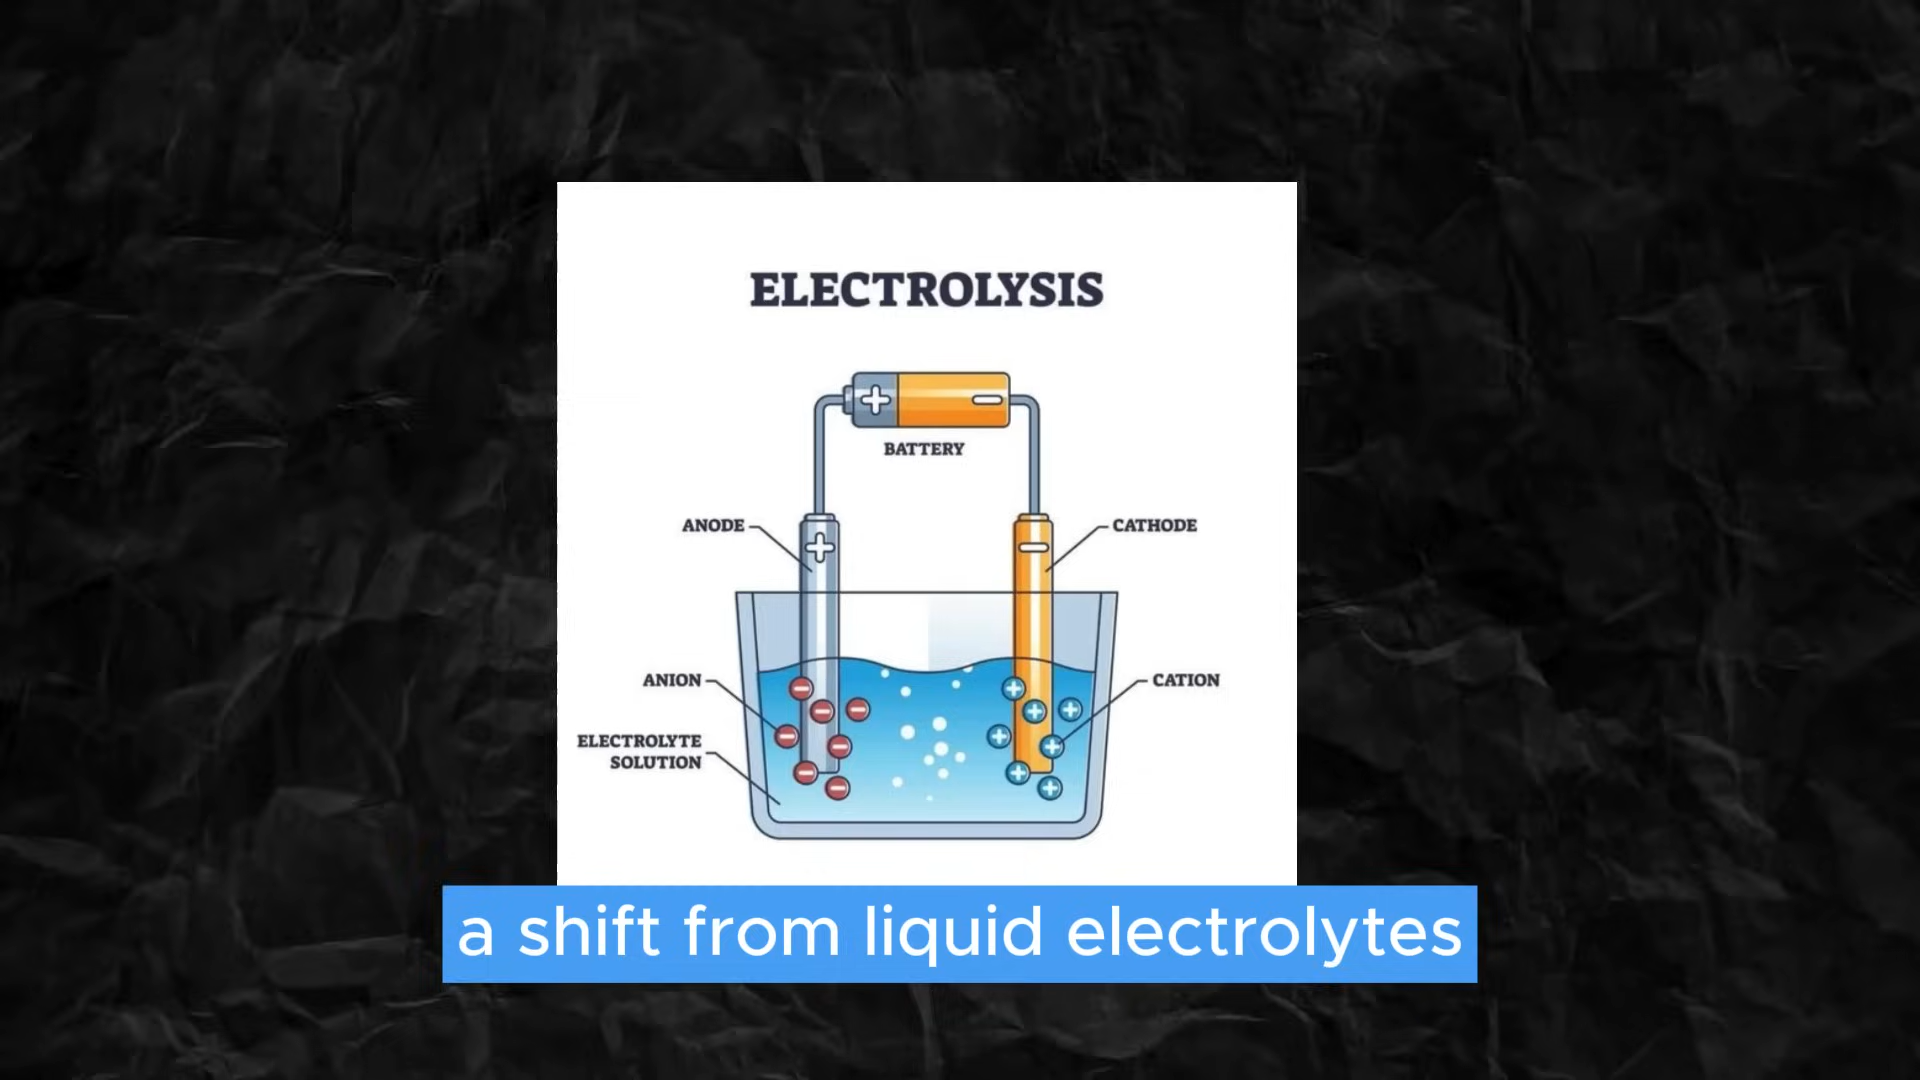 ELECTROLYSIS
BATTERY
ANODE
CATHODE
ANION
CATION
ELECTROLYTE
SOLUTION
a shift from liquid electrolytes